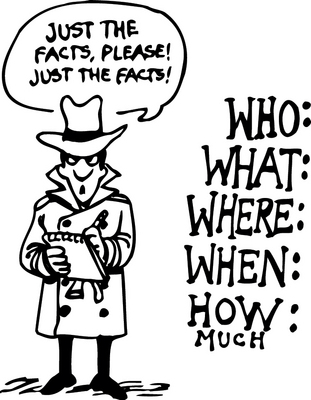 JUST THE
FACTS, PLEASE!
JUST THE FACTS!
WHO:
WHAT:
WHERE:
WHEN:
HOW:
MUCH